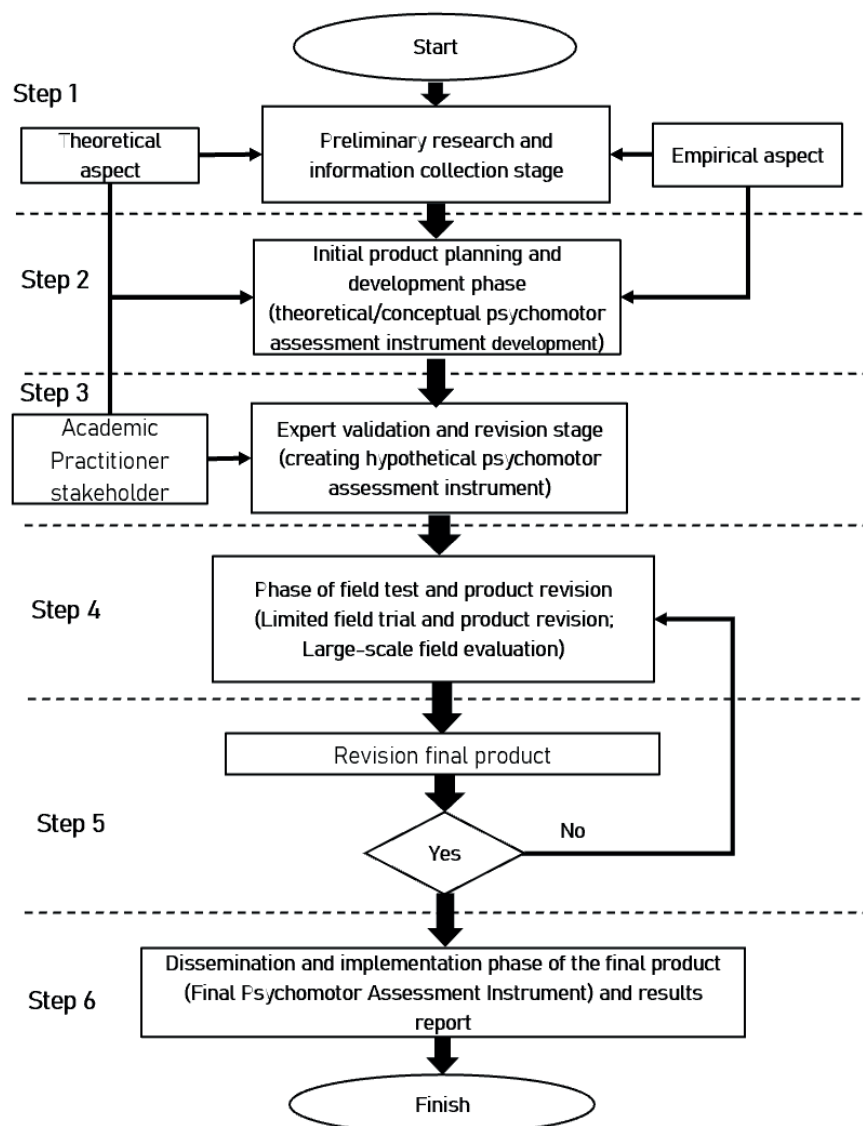 Start
Step 1
Theoretical
aspect
Preliminary research and
information collection stage
Empirical aspect
Step 2
Initial product planning and
development phase
(theoretical/conceptual psychomotor
assessment instrument development)
Step 3
Academic
Practitioner
stakeholder
Expert validation and revision stage
(creating hypothetical psychomotor
assessment instrument)
Step 4
Phase of field test and product revision
(Limited field trial and product revision;
Large-scale field evaluation)
Revision final product
Step 5
Yes
No
Step 6
Dissemination and implementation phase of the final product
(Final Psychomotor Assessment Instrument) and results
report
Finish